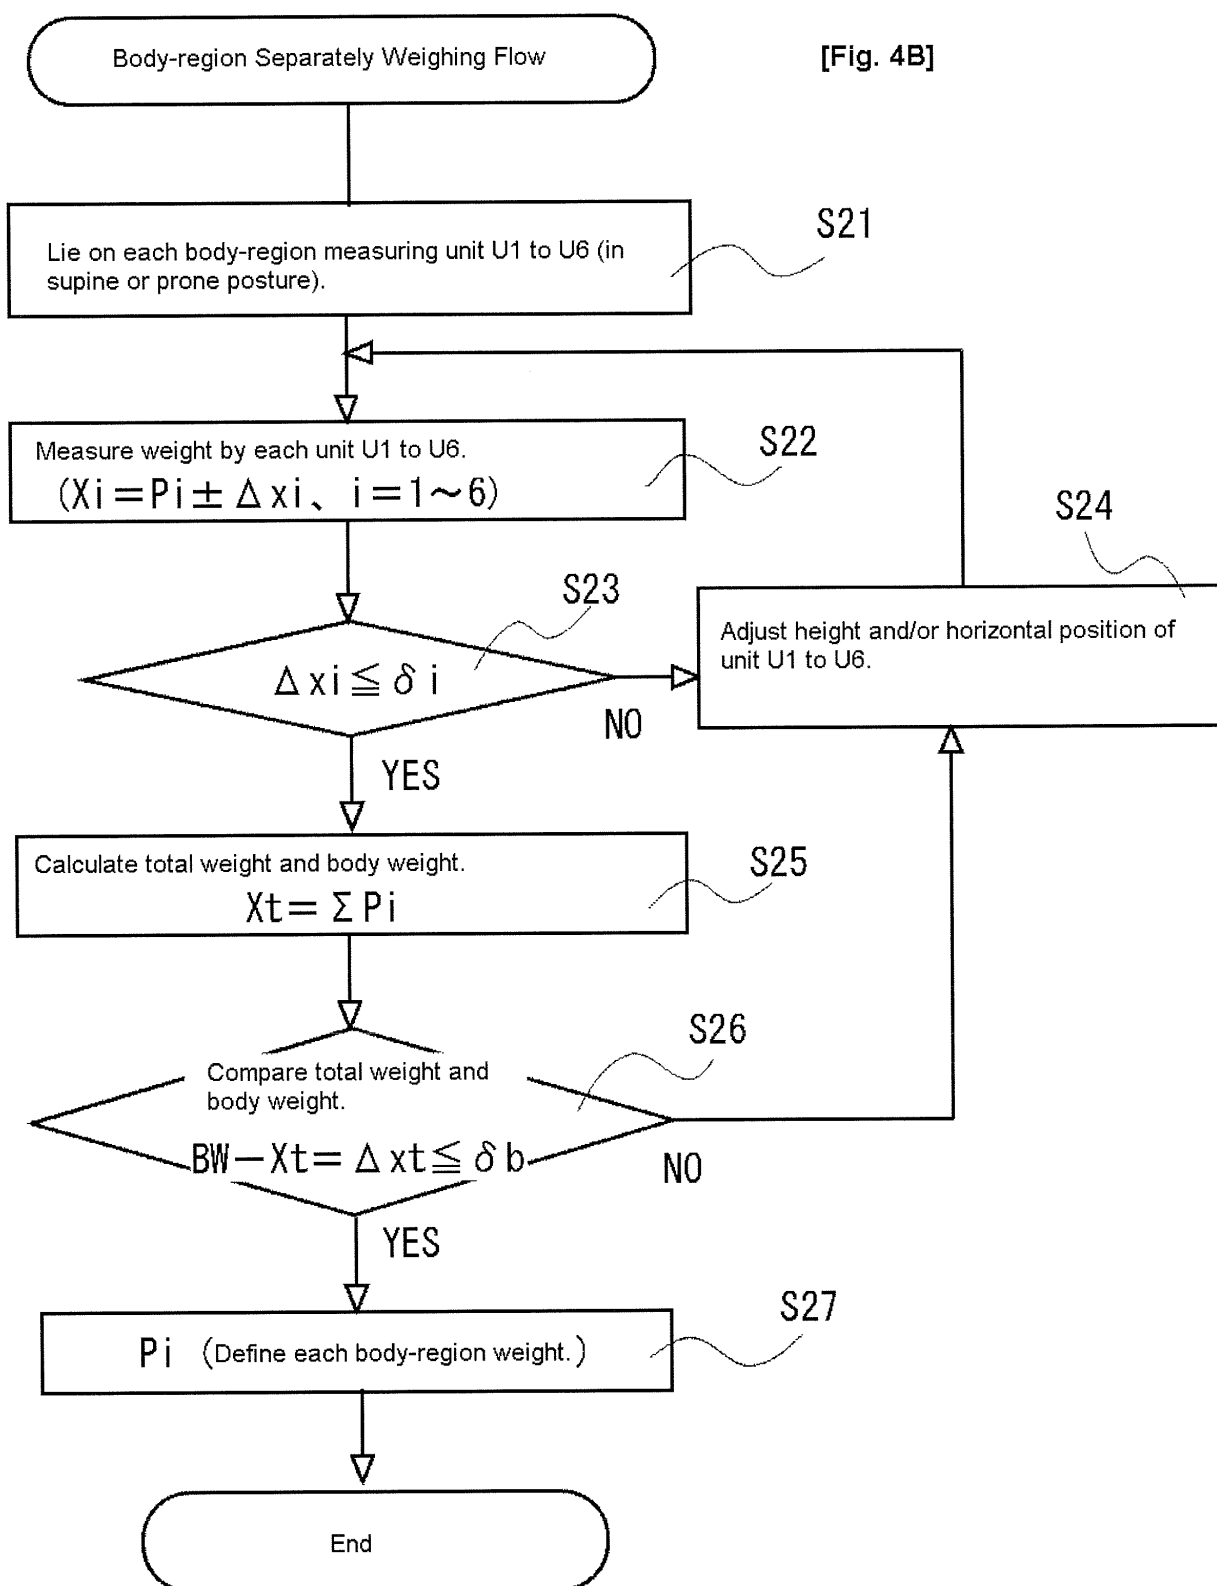 Body-region Separately Weighing Flow
[Fig. 4B]
S21
Lie on each body-region measuring unit U1 to U6 (in
supine or prone posture).
S22
Measure weight by each unit U1 to U6.
(Xi=Pi±Δxi、i=1~6)
S24
S23
Adjust height and/or horizontal position of
unit U1 to U6.
Δxi≦δi
NO
YES
S25
Calculate total weight and body weight.
Xt=ΣPi
S26
Compare total weight and
body weight.
BW-Xt=Δxt≦δb
NO
YES
S27
Pi (Define each body-region weight.)
End